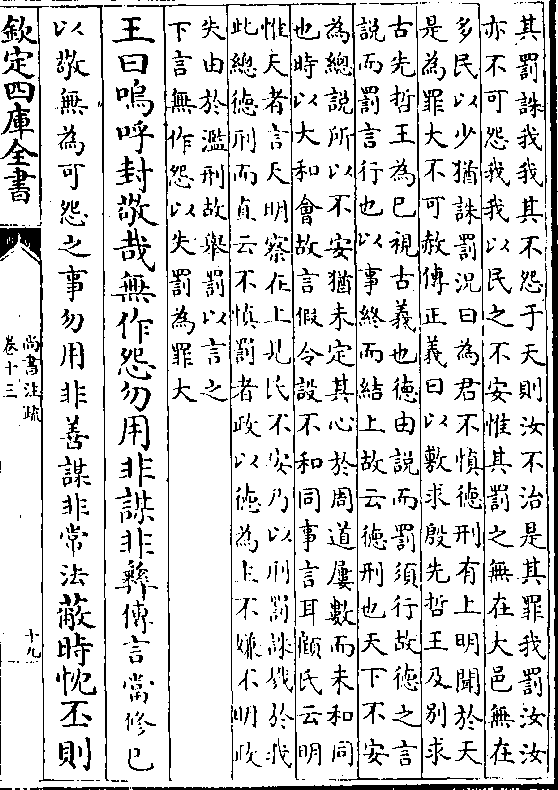 其罰誅我我其不怨于天則汝不治是其罪我罰汝汝
亦不可怨我我以民之不安惟其罰之無在大邑無在
多民以少猶誅罰況曰為君不慎德刑有上明聞於天
是為罪大不可赦傳正義曰以敷求殷先哲王及別求
古先哲王為已視古義也德由說而罰須行故德之言
說而罰言行也以事終而結上故云德刑也天下不安
為總說所以不安猶未定其心於周道屢數而未和同
也時以大和會故言假令設不和同事言耳顧民云明
惟天者言天明察在上見民不安乃以刑罰誅戮於我
此總德刑而直云不慎罰者政以德為上不嫌不明政
失由於濫刑故舉罰以言之
下言無作怨以失罰為罪大
王曰嗚呼封敬哉無作怨勿用非謀非彝傳言當修已
以敬無為可怨之事勿用非善謀非常法蔽時忱丕則
欽定四庫全書
尚書注疏
卷十三
十九